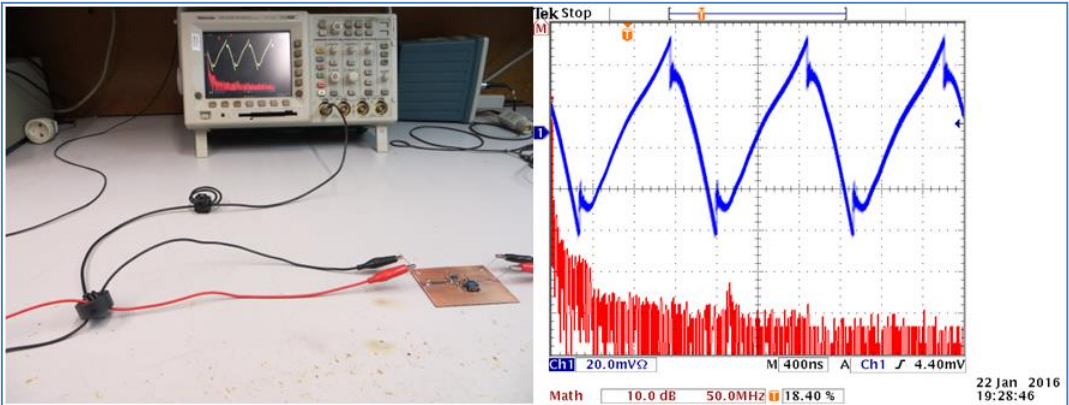 Tektronix
Tek Stop
M
T
T
1
Ch1 20.0mVΩ M 400ns A Ch1 ʃ 4.40mV
Math 10.0 dB 50.0MHz T 18.40 %
22 Jan 2016
19:28:46